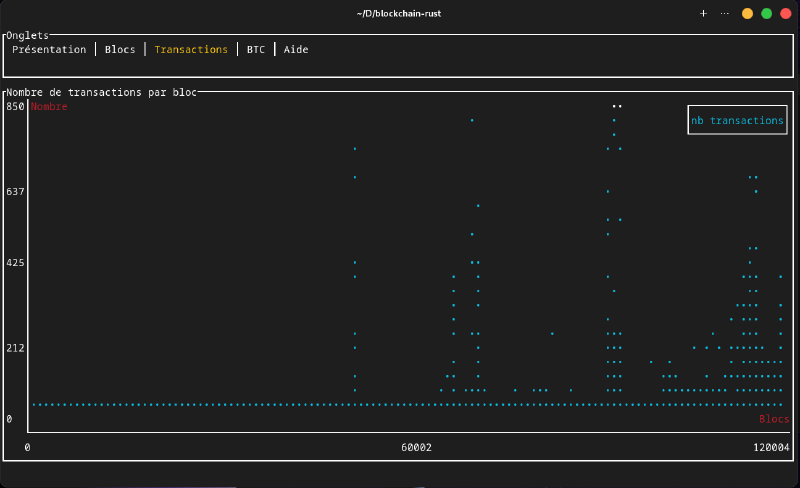 ~/D/blockchain-rust
Onglets
Présentation | Blocs | Transactions | BTC | Aide
Nombre de transactions par bloc
850 Nombre
nb transactions
637
425
212
0 Blocs
0 60002 120004